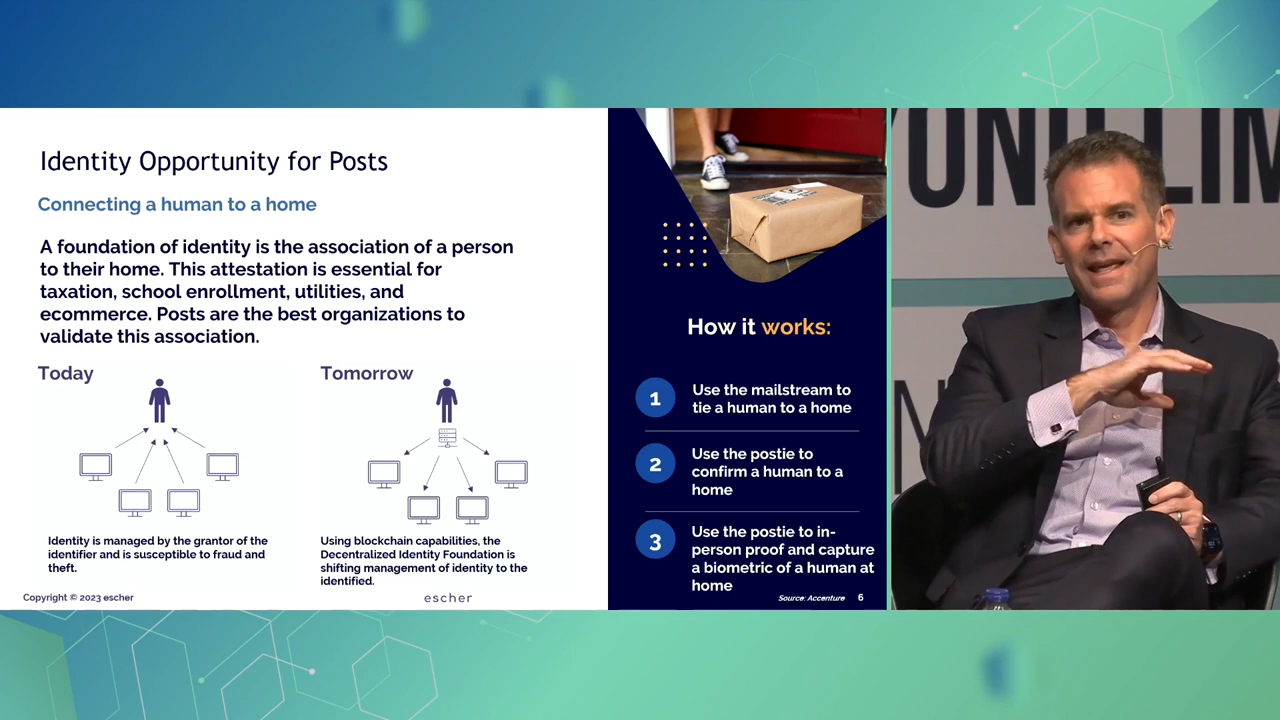 Identity Opportunity for Posts
Connecting a human to a home
A foundation of identity is the association of a person
to their home. This attestation is essential for
taxation, school enrollment, utilities, and
ecommerce. Posts are the best organizations to
validate this association.
Today
Tomorrow
Identity is managed by the grantor of the
identifier and is susceptible to fraud and
theft.
Using blockchain capabilities, the
Decentralized Identity Foundation is
shifting management of identity to the
identified.
Copyright © 2023 escher
escher
How it works:
1
Use the mailstream to
tie a human to a home
2
Use the postie to
confirm a human to a
home
3
Use the postie to in-
person proof and capture
a biometric of a human at
home
Source: Accenture
6